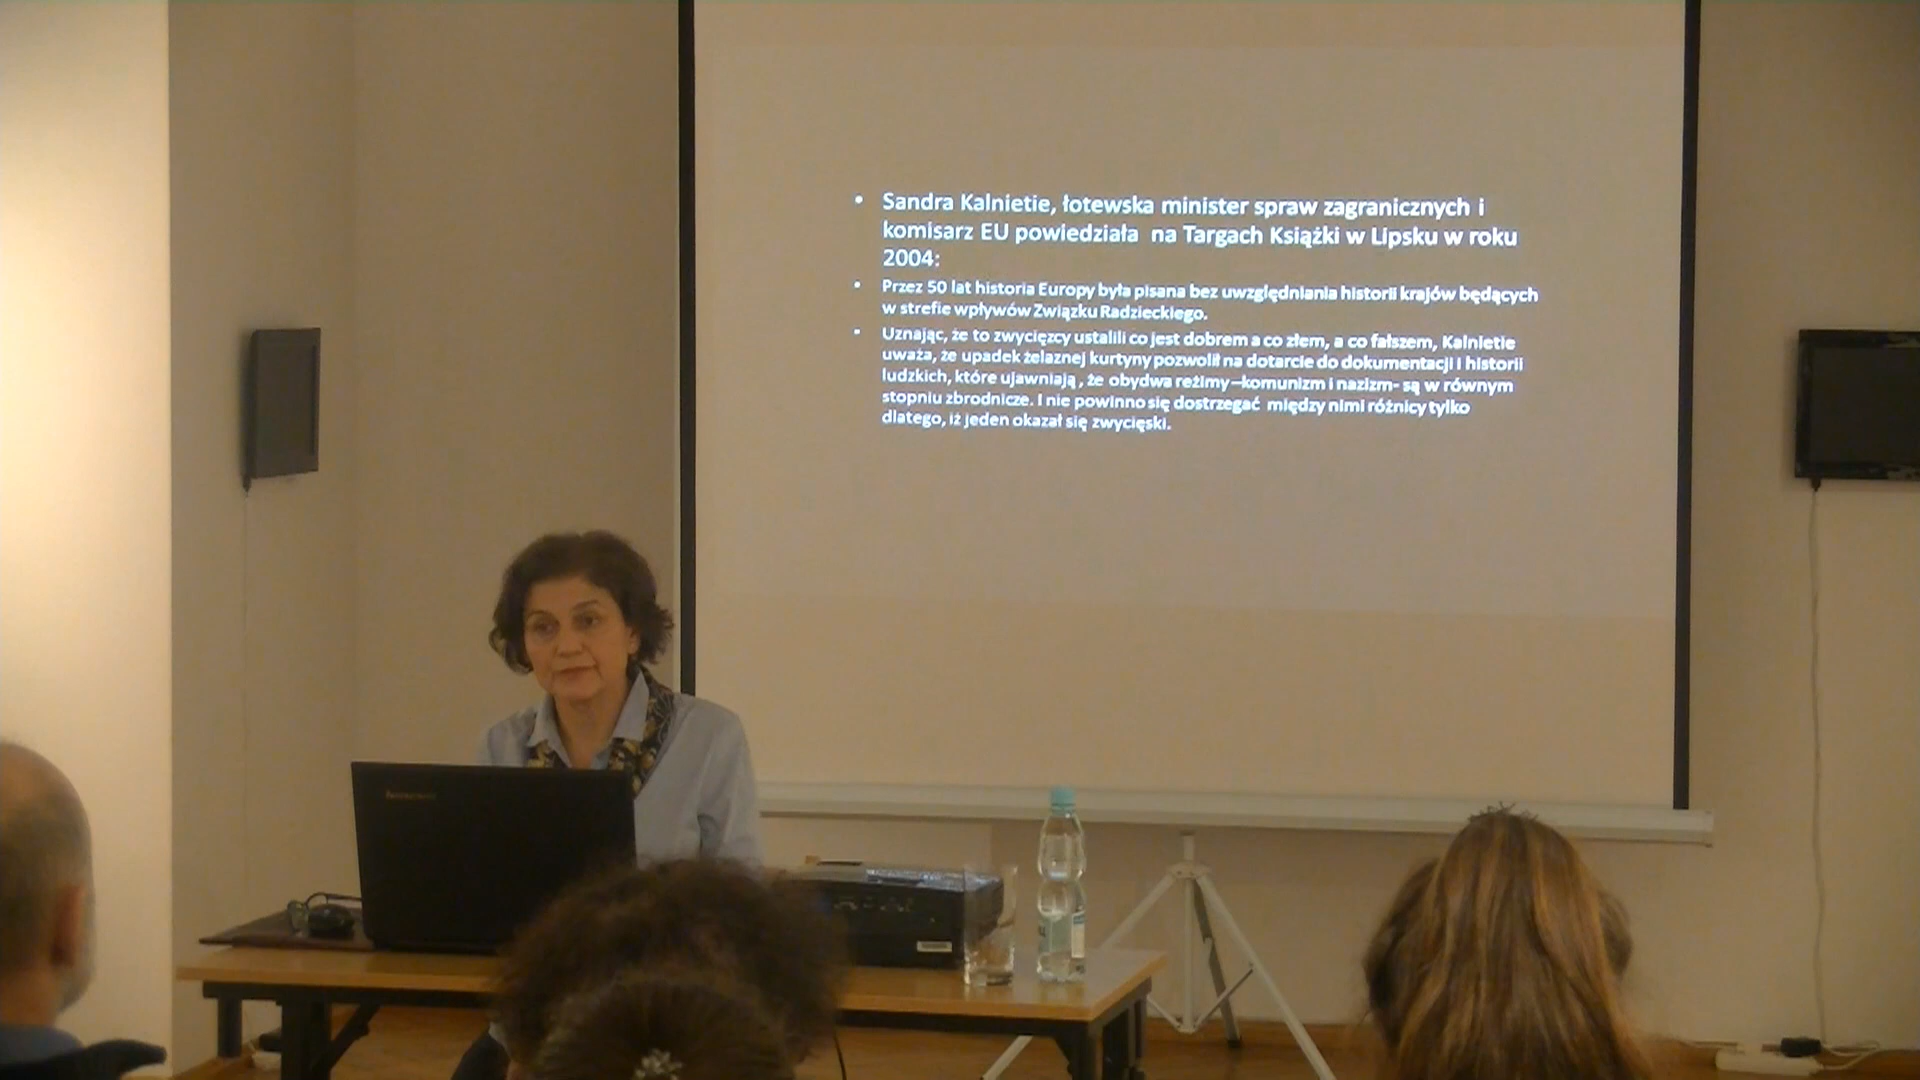 • Sandra Kalnietie, łotewska minister spraw zagranicznych i
komisarz EU powiedziała na Targach Książki w Lipsku w roku
2004:
• Przez 50 lat historia Europy była pisana bez uwzględniania historii krajów będących
w strefie wpływów Związku Radzieckiego.
• Uznając, że to zwycięzcy ustalili co jest dobrem a co złem, a co fałszem, Kalnietie
uważa, że upadek żelaznej kurtyny pozwolił na dotarcie do dokumentacji i historii
ludzkich, które ujawniają , że obydwa reżimy –komunizm i nazizm- są w równym
stopniu zbrodnicze. I nie powinno się dostrzegać między nimi różnicy tylko
dlatego, iż jeden okazał się zwycięski.
lenovo